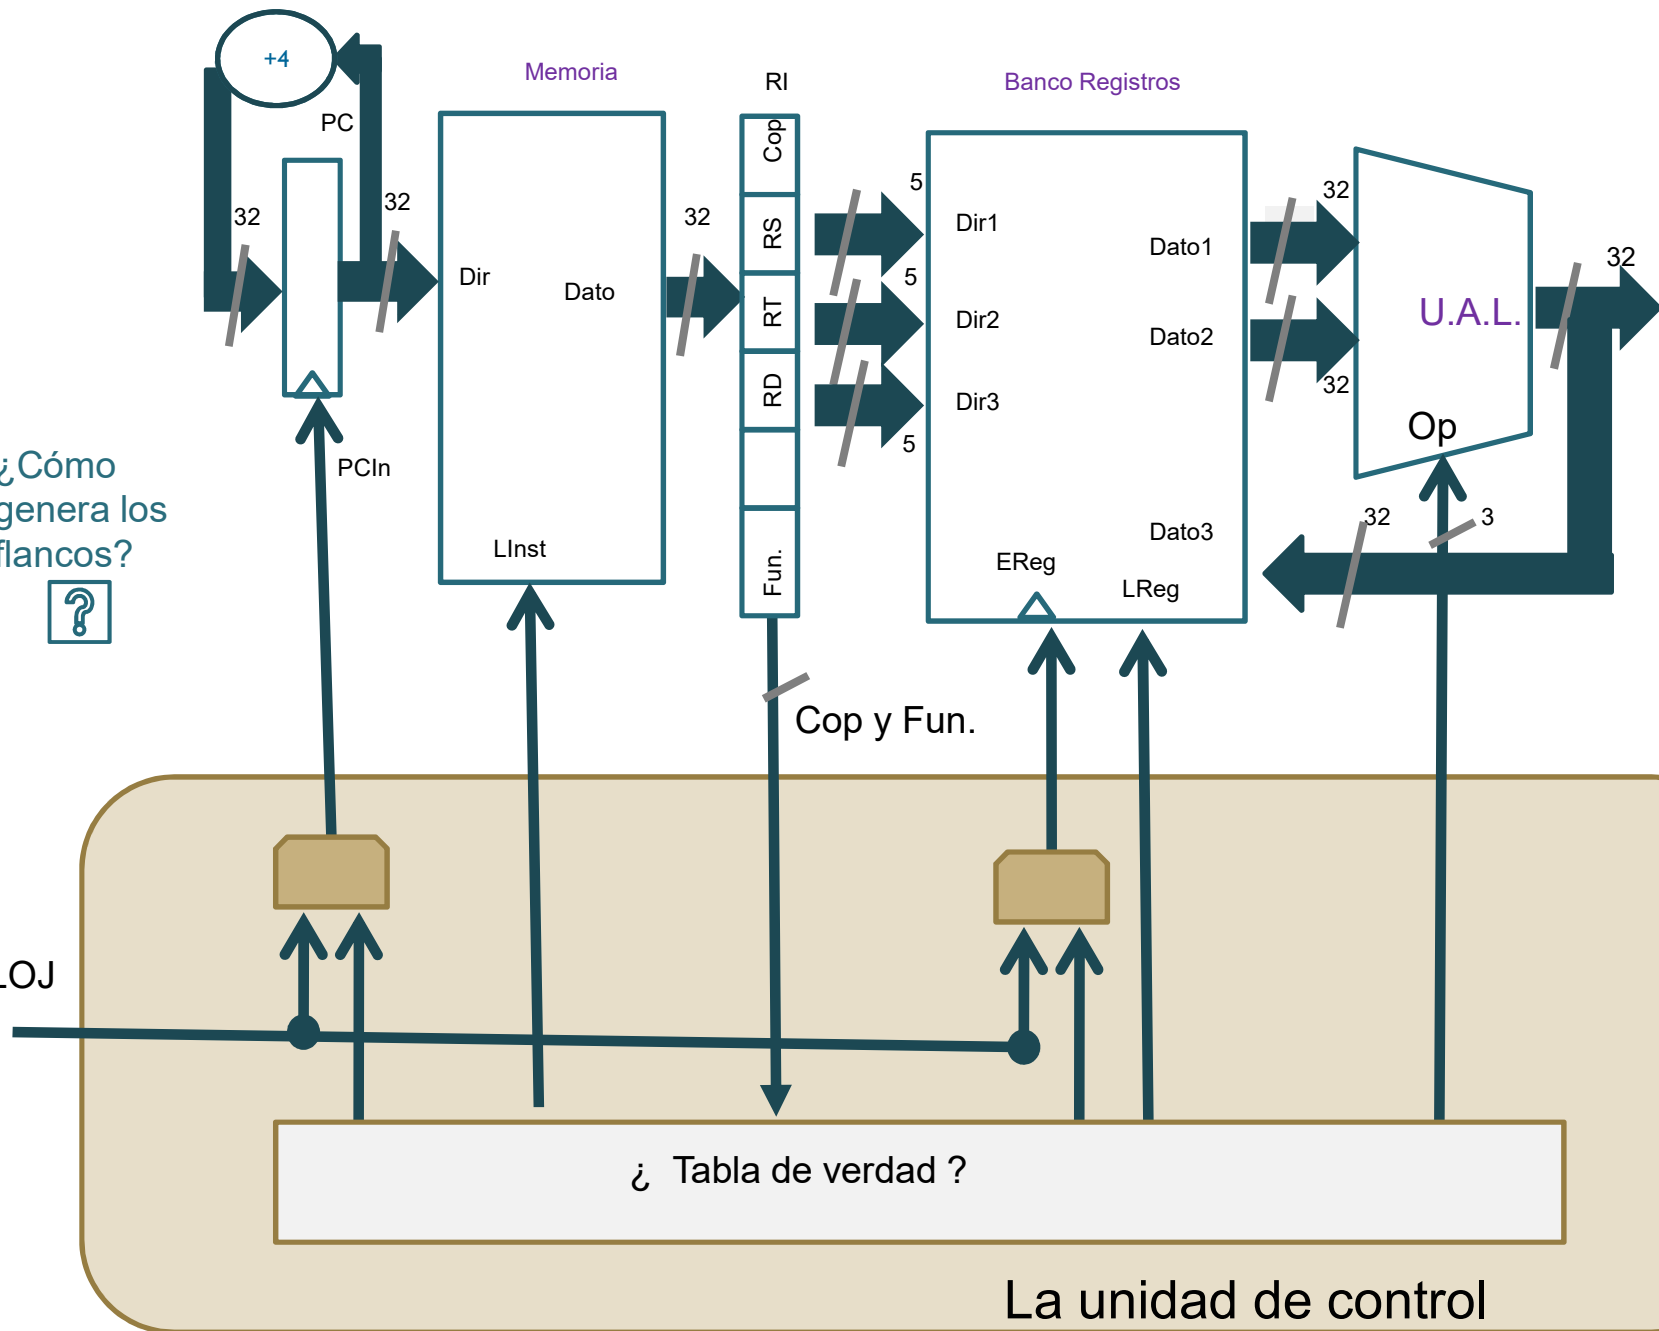 +4
PC
32
32
Memoria
Dir
Dato
LInst
32
RI
Cop
RS
RT
RD
Fun.
5
5
5
Banco Registros
Dir1
Dir2
Dir3
Dato1
Dato2
Dato3
EReg
LReg
32
32
U.A.L.
Op
32
32
3
PCIn
¿Cómo
genera los
flancos?
?
Cop y Fun.
LOJ
¿ Tabla de verdad ?
La unidad de control